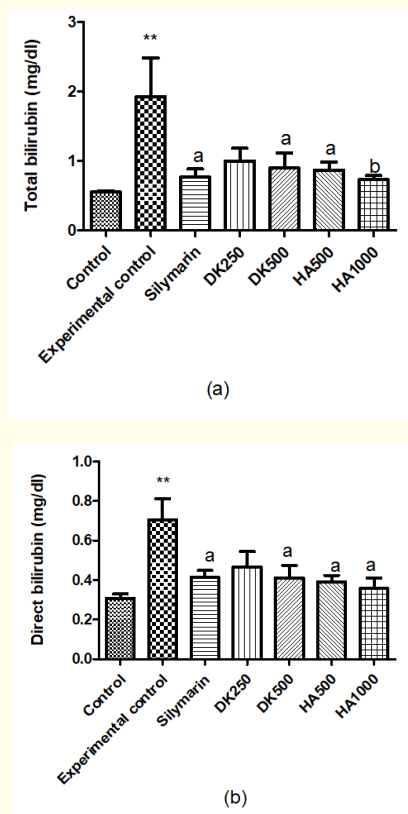 Total bilirubin (mg/dl)
3
2
1
0
**
a
a
a
b
Control
Experimental control
Silymarin
DK250
DK500
HA500
HA1000
(a)
Direct bilirubin (mg/dl)
1.0
0.8
0.6
0.4
0.2
0.0
**
a
a
a
a
Control
Experimental control
Silymarin
DK250
DK500
HA500
HA1000
(b)